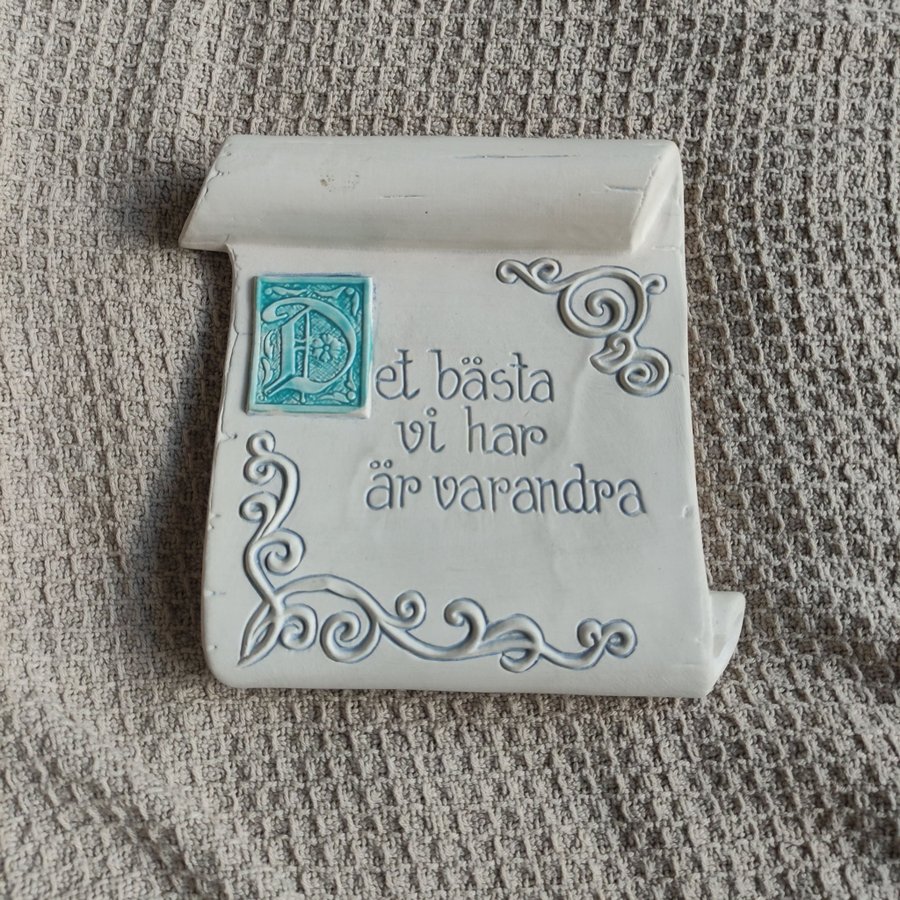 Det bästa
vi har
är varandra